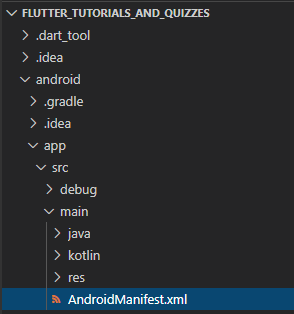 FLUTTER_TUTORIALS_AND_QUIZZES
.dart_tool
.idea
android
.gradle
.idea
app
src
debug
main
java
kotlin
res
AndroidManifest.xml